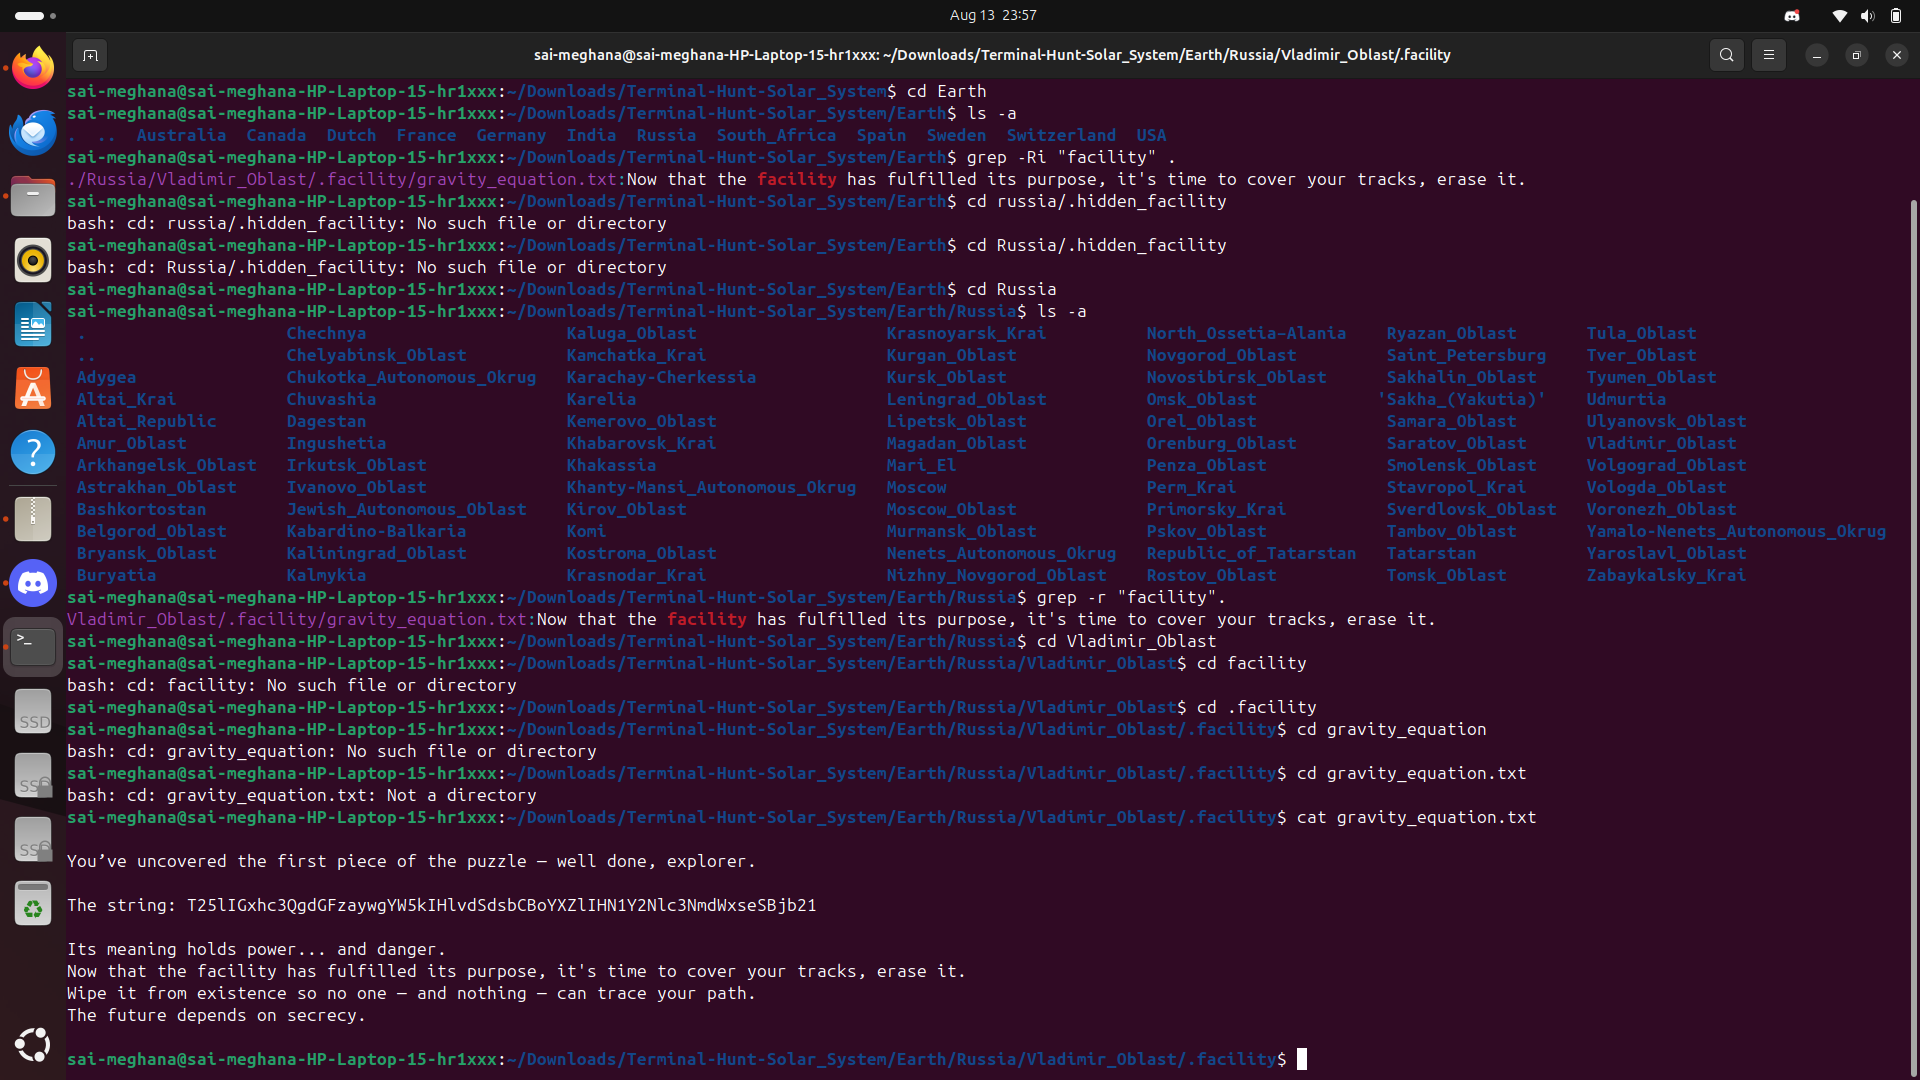 Aug 13 23:57
sai-meghana@sai-meghana-HP-Laptop-15-hr1xxx: ~/Downloads/Terminal-Hunt-Solar_System/Earth/Russia/Vladimir_Oblast/.facility
sai-meghana@sai-meghana-HP-Laptop-15-hr1xxx:~/Downloads/Terminal-Hunt-Solar_System$ cd Earth
sai-meghana@sai-meghana-HP-Laptop-15-hr1xxx:~/Downloads/Terminal-Hunt-Solar_System/Earth$ ls -a
. .. Australia Canada Dutch France Germany India Russia South_Africa Spain Sweden Switzerland USA
sai-meghana@sai-meghana-HP-Laptop-15-hr1xxx:~/Downloads/Terminal-Hunt-Solar_System/Earth$ grep -Ri "facility" .
./Russia/Vladimir_Oblast/.facility/gravity_equation.txt:Now that the facility has fulfilled its purpose, it's time to cover your tracks, erase it.
sai-meghana@sai-meghana-HP-Laptop-15-hr1xxx:~/Downloads/Terminal-Hunt-Solar_System/Earth$ cd russia/.hidden_facility
bash: cd: russia/.hidden_facility: No such file or directory
sai-meghana@sai-meghana-HP-Laptop-15-hr1xxx:~/Downloads/Terminal-Hunt-Solar_System/Earth$ cd Russia/.hidden_facility
bash: cd: Russia/.hidden_facility: No such file or directory
sai-meghana@sai-meghana-HP-Laptop-15-hr1xxx:~/Downloads/Terminal-Hunt-Solar_System/Earth$ cd Russia
sai-meghana@sai-meghana-HP-Laptop-15-hr1xxx:~/Downloads/Terminal-Hunt-Solar_System/Earth/Russia$ ls -a
. Chechnya Kaluga_Oblast Krasnoyarsk_Krai North_Ossetia-Alania Ryazan_Oblast Tula_Oblast
.. Chelyabinsk_Oblast Kamchatka_Krai Kurgan_Oblast Novgorod_Oblast Saint_Petersburg Tver_Oblast
Adygea Chukotka_Autonomous_Okrug Karachay-Cherkessia Kursk_Oblast Novosibirsk_Oblast Sakhalin_Oblast Tyumen_Oblast
Altai_Krai Chuvashia Karelia Leningrad_Oblast Omsk_Oblast 'Sakha_(Yakutia)' Udmurtia
Altai_Republic Dagestan Kemerovo_Oblast Lipetsk_Oblast Orel_Oblast Samara_Oblast Ulyanovsk_Oblast
Amur_Oblast Ingushetia Khabarovsk_Krai Magadan_Oblast Orenburg_Oblast Saratov_Oblast Vladimir_Oblast
Arkhangelsk_Oblast Irkutsk_Oblast Khakassia Mari_El Penza_Oblast Smolensk_Oblast Volgograd_Oblast
Astrakhan_Oblast Ivanovo_Oblast Khanty-Mansi_Autonomous_Okrug Moscow Perm_Krai Stavropol_Krai Vologda_Oblast
Bashkortostan Jewish_Autonomous_Oblast Kirov_Oblast Moscow_Oblast Primorsky_Krai Sverdlovsk_Oblast Voronezh_Oblast
Belgorod_Oblast Kabardino-Balkaria Komi Murmansk_Oblast Pskov_Oblast Tambov_Oblast Yamalo-Nenets_Autonomous_Okrug
Bryansk_Oblast Kaliningrad_Oblast Kostroma_Oblast Nenets_Autonomous_Okrug Republic_of_Tatarstan Tatarstan Yaroslavl_Oblast
Buryatia Kalmykia Krasnodar_Krai Nizhny_Novgorod_Oblast Rostov_Oblast Tomsk_Oblast Zabaykalsky_Krai
sai-meghana@sai-meghana-HP-Laptop-15-hr1xxx:~/Downloads/Terminal-Hunt-Solar_System/Earth/Russia$ grep -r "facility".
Vladimir_Oblast/.facility/gravity_equation.txt:Now that the facility has fulfilled its purpose, it's time to cover your tracks, erase it.
sai-meghana@sai-meghana-HP-Laptop-15-hr1xxx:~/Downloads/Terminal-Hunt-Solar_System/Earth/Russia$ cd Vladimir_Oblast
sai-meghana@sai-meghana-HP-Laptop-15-hr1xxx:~/Downloads/Terminal-Hunt-Solar_System/Earth/Russia/Vladimir_Oblast$ cd facility
bash: cd: facility: No such file or directory
sai-meghana@sai-meghana-HP-Laptop-15-hr1xxx:~/Downloads/Terminal-Hunt-Solar_System/Earth/Russia/Vladimir_Oblast$ cd .facility
sai-meghana@sai-meghana-HP-Laptop-15-hr1xxx:~/Downloads/Terminal-Hunt-Solar_System/Earth/Russia/Vladimir_Oblast/.facility$ cd gravity_equation
bash: cd: gravity_equation: No such file or directory
sai-meghana@sai-meghana-HP-Laptop-15-hr1xxx:~/Downloads/Terminal-Hunt-Solar_System/Earth/Russia/Vladimir_Oblast/.facility$ cd gravity_equation.txt
bash: cd: gravity_equation.txt: Not a directory
sai-meghana@sai-meghana-HP-Laptop-15-hr1xxx:~/Downloads/Terminal-Hunt-Solar_System/Earth/Russia/Vladimir_Oblast/.facility$ cat gravity_equation.txt
You’ve uncovered the first piece of the puzzle — well done, explorer.
The string: T25lIGxhc3QgdGFzaywgYW5kIHlvdSdsbCBoYXZlIHN1Y2Nlc3NmdWxseSBjb21
Its meaning holds power... and danger.
Now that the facility has fulfilled its purpose, it's time to cover your tracks, erase it.
Wipe it from existence so no one — and nothing — can trace your path.
The future depends on secrecy.
sai-meghana@sai-meghana-HP-Laptop-15-hr1xxx:~/Downloads/Terminal-Hunt-Solar_System/Earth/Russia/Vladimir_Oblast/.facility$
SSD